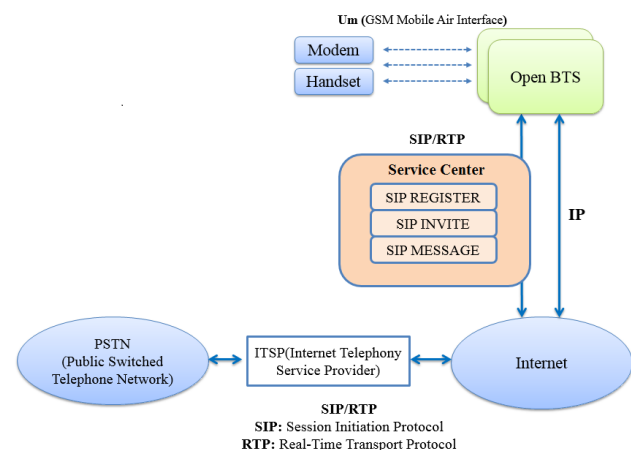 Um (GSM Mobile Air Interface)
Modem
Handset
Open BTS
SIP/RTP
Service Center
SIP REGISTER
SIP INVITE
SIP MESSAGE
IP
PSTN
(Public Switched
Telephone Network)
ITSP(Internet Telephony
Service Provider)
Internet
SIP/RTP
SIP: Session Initiation Protocol
RTP: Real-Time Transport Protocol